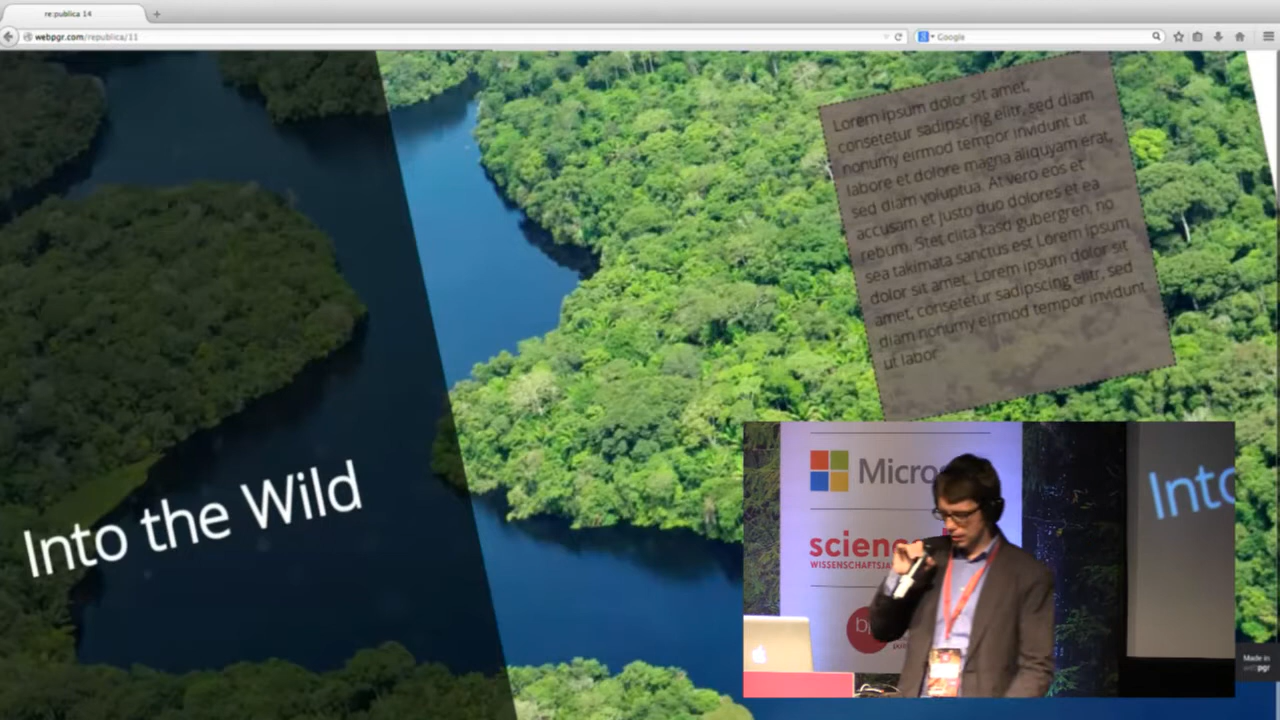 re:publica 14
webpgr.com/republica/11
Google
Lorem ipsum dolor sit amet,
consetetur sadipscing elitr, sed diam
nonumy eirmod tempor invidunt ut
labore et dolore magna aliquyam erat,
sed diam voluptua. At vero eos et
accusam et justo duo dolores et ea
rebum. Stet clita kasd gubergren, no
sea takimata sanctus est Lorem ipsum
dolor sit amet. Lorem ipsum dolor sit
amet, consetetur sadipscing elitr, sed
diam nonumy eirmod tempor invidunt
ut labor
Into the Wild
Micro
Into
scienc
WISSENSCHAFTSJA
Made in
webpgr